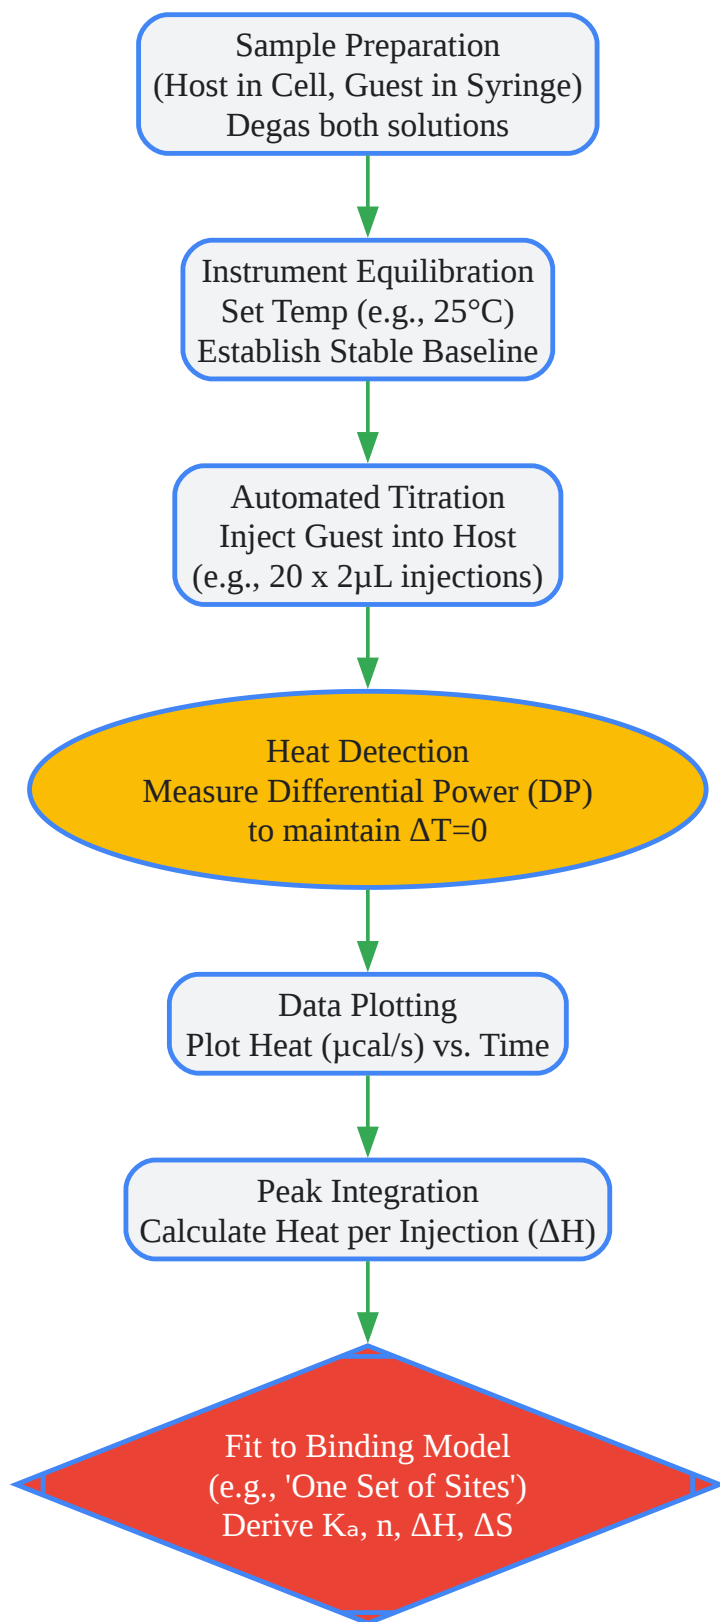 Sample Preparation
(Host in Cell, Guest in Syringe)
Degas both solutions
Instrument Equilibration
Set Temp (e.g., 25°C)
Establish Stable Baseline
Automated Titration
Inject Guest into Host
(e.g., 20 x 2µL injections)
Heat Detection
Measure Differential Power (DP)
to maintain ΔT=0
Data Plotting
Plot Heat (µcal/s) vs. Time
Peak Integration
Calculate Heat per Injection (ΔH)
Fit to Binding Model
(e.g., 'One Set of Sites')
Derive Kₐ, n, ΔH, ΔS